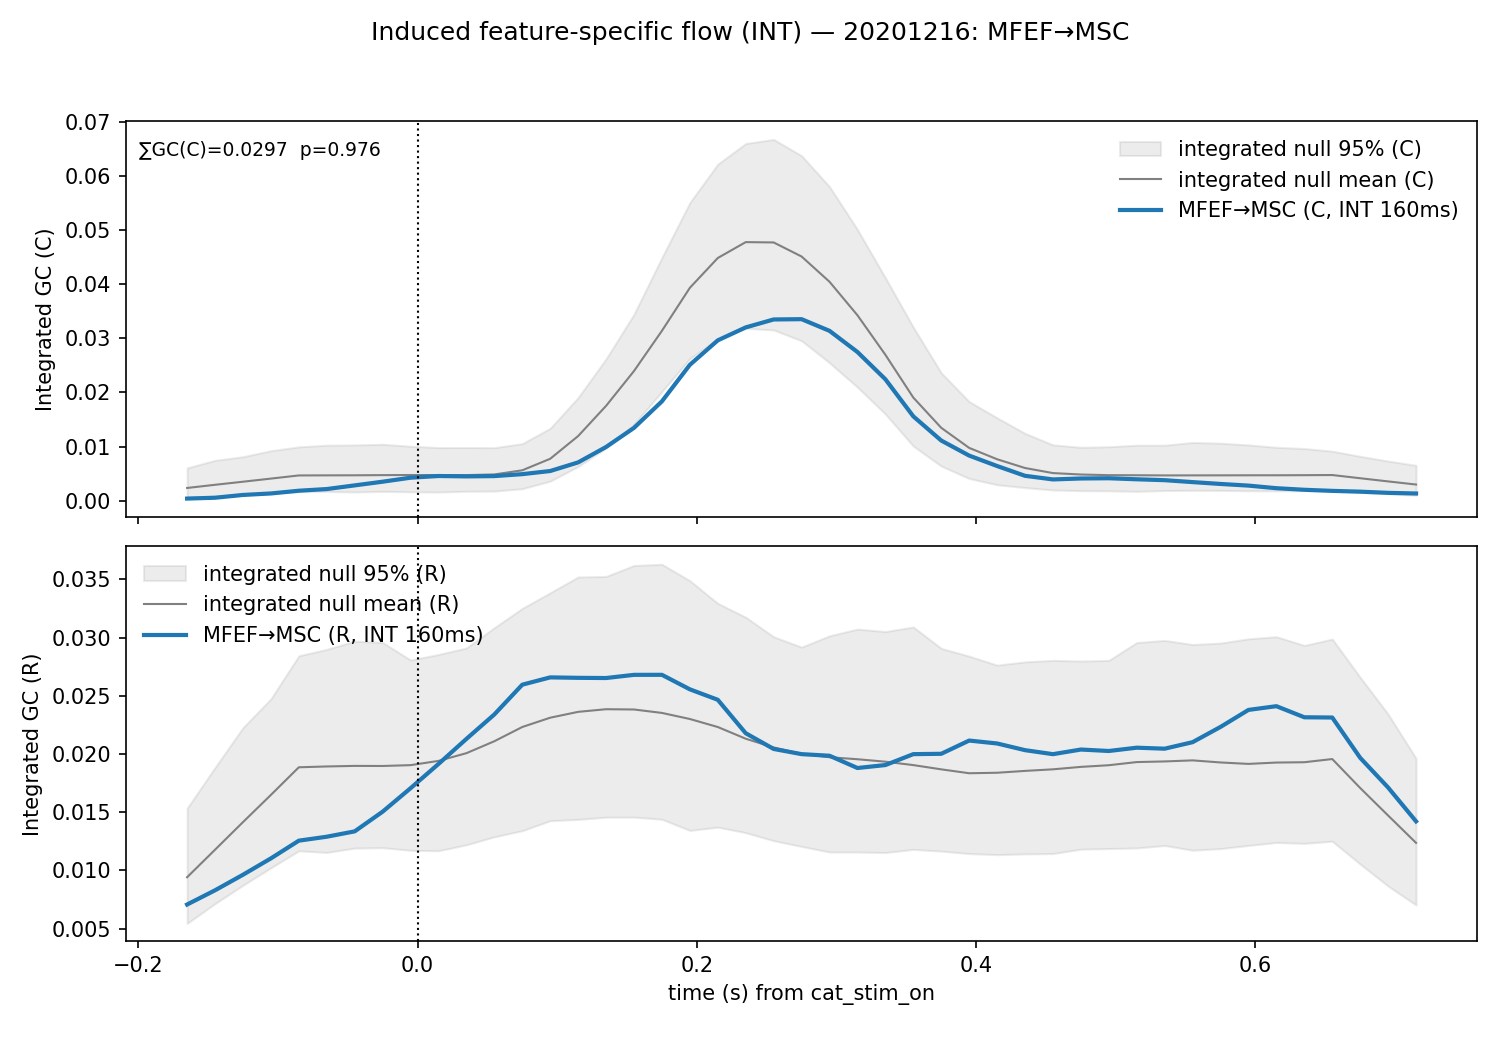 Induced feature-specific flow (INT) — 20201216: MFEF→MSC
Integrated GC (C)
0.07
0.06
0.05
0.04
0.03
0.02
0.01
0.00
∑GC(C)=0.0297  p=0.976
integrated null 95% (C)
integrated null mean (C)
MFEF→MSC (C, INT 160ms)
Integrated GC (R)
0.035
0.030
0.025
0.020
0.015
0.010
0.005
integrated null 95% (R)
integrated null mean (R)
MFEF→MSC (R, INT 160ms)
−0.2 0.0 0.2 0.4 0.6
time (s) from cat_stim_on